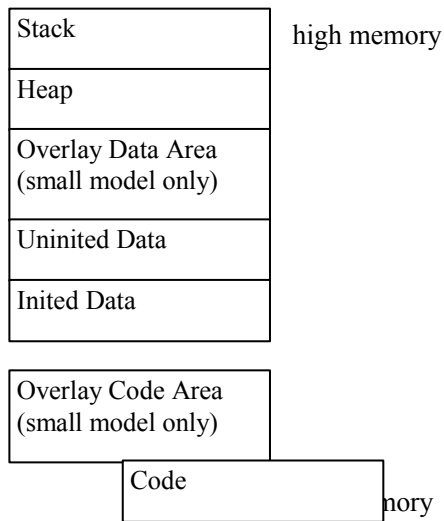 Stack
high memory
Heap
Overlay Data Area
(small model only)
Uninited Data
Inited Data
Overlay Code Area
(small model only)
Code